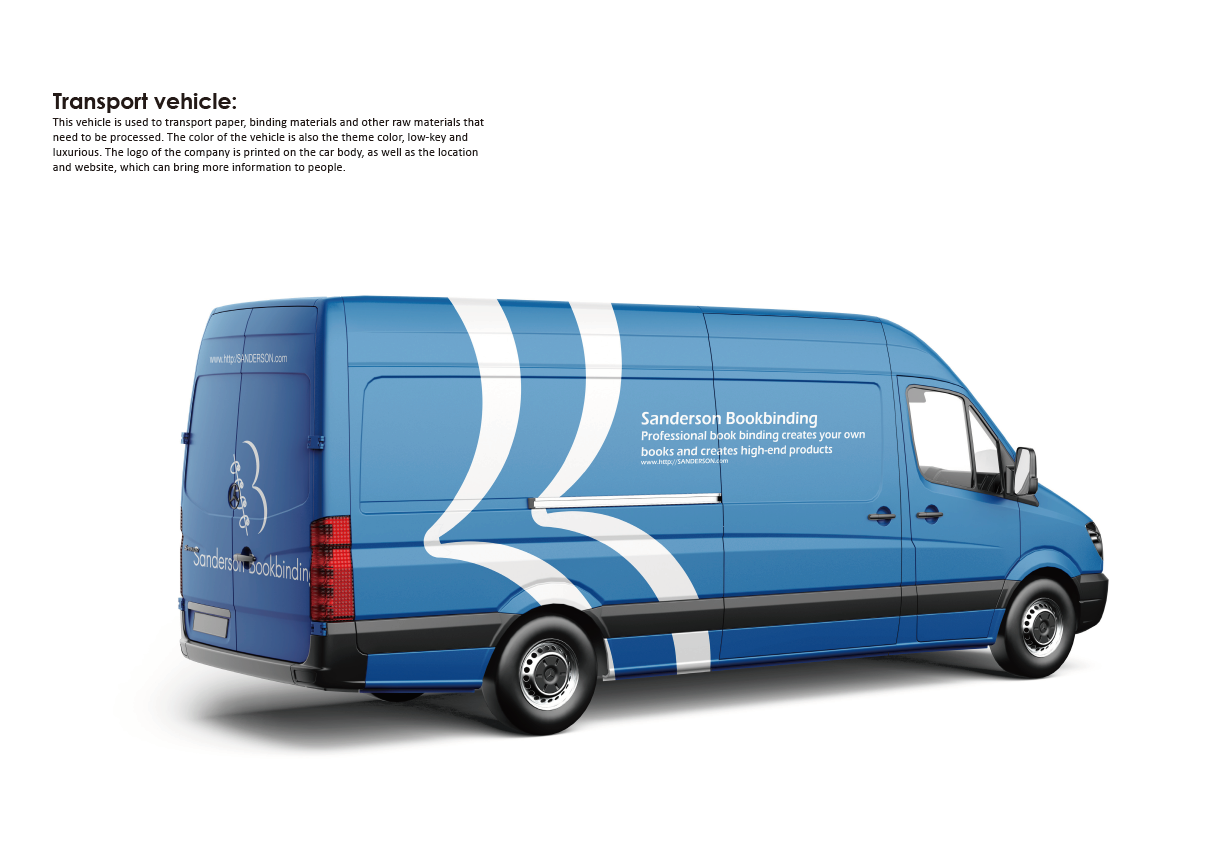 Transport vehicle:
This vehicle is used to transport paper, binding materials and other raw materials that
need to be processed. The color of the vehicle is also the theme color, low-key and
luxurious. The logo of the company is printed on the car body, as well as the location
and website, which can bring more information to people.
www.http://SANDERSON.com
Sanderson Bookbinding
Sanderson Bookbinding
Professional book binding creates your own
books and creates high-end products
www.http://SANDERSON.com